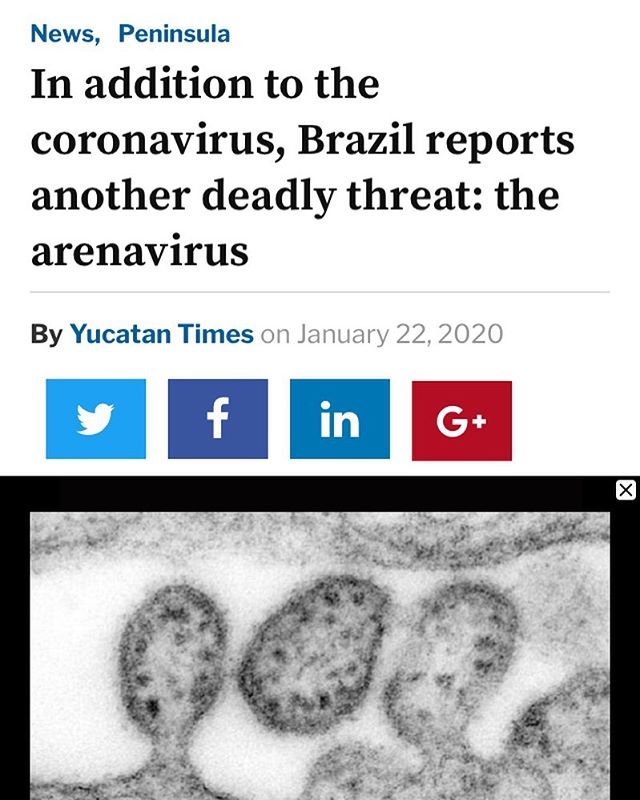 News, Peninsula
In addition to the
coronavirus, Brazil reports
another deadly threat: the
arenavirus
By Yucatan Times on January 22, 2020
f in G+